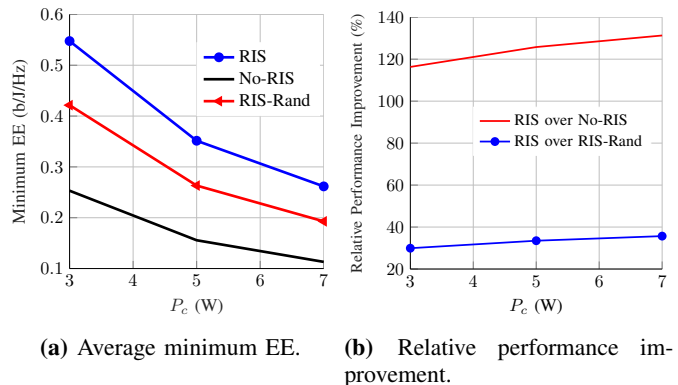 0.6
0.5
0.4
0.3
0.2
0.1
Minimum EE (b/J/Hz)
RIS
No-RIS
RIS-Rand
3 4 5 6 7
P_c (W)
(a) Average minimum EE.
140
120
100
80
60
40
20
Relative Performance Improvement (%)
RIS over No-RIS
RIS over RIS-Rand
3 4 5 6 7
P_c (W)
(b) Relative performance im-
provement.